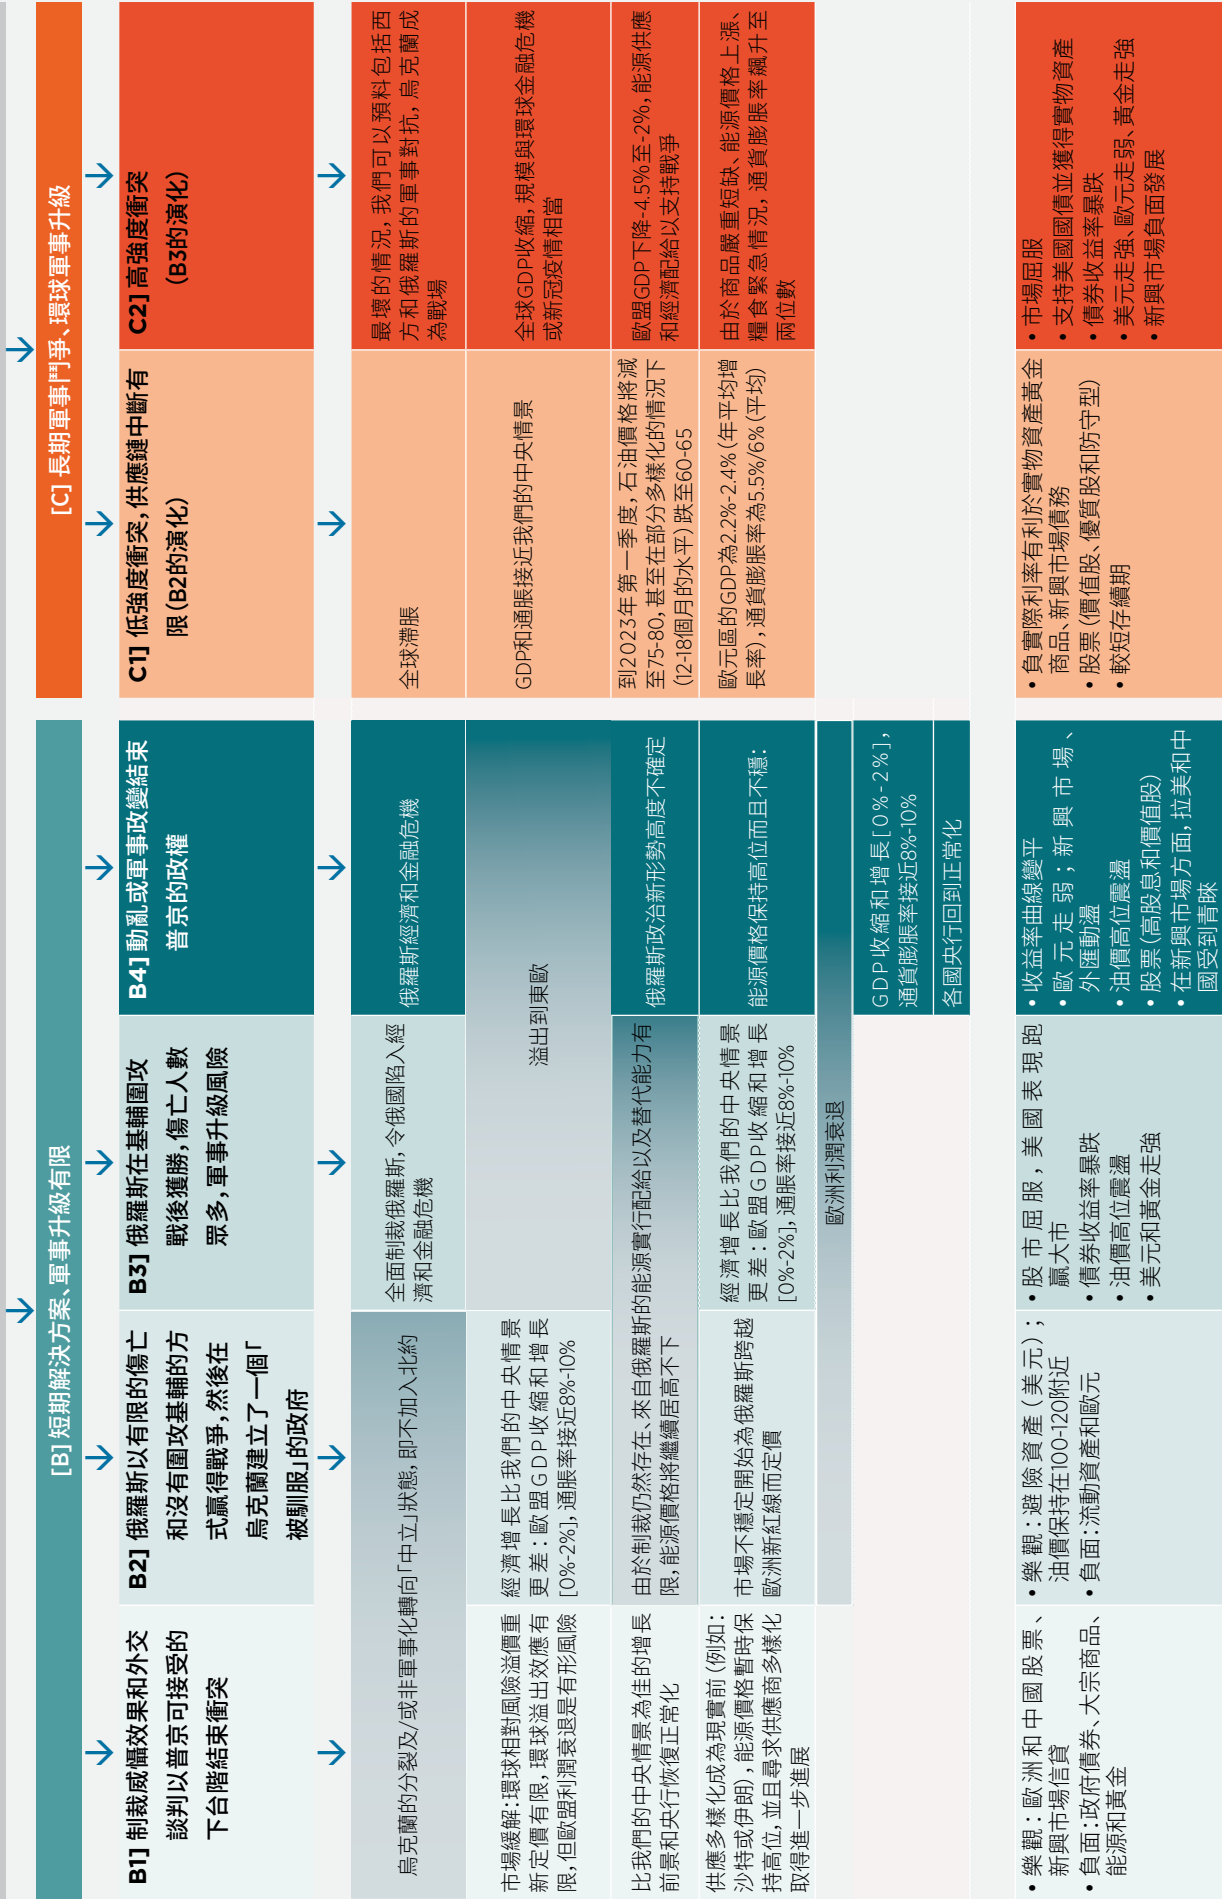 [B] 短期解決方案、軍事升級有限
[C] 長期軍事鬥爭、環球軍事升級
B1] 制裁威懾效果和外交
談判以普京可接受的
下台階結束衝突
B2] 俄羅斯以有限的傷亡
和沒有圍攻基輔的方
式贏得戰爭，然後在
烏克蘭建立了一個「
被馴服」的政府
B3] 俄羅斯在基輔圍攻
戰後獲勝，傷亡人數
眾多，軍事升級風險
B4] 動亂或軍事政變結束
普京的政權
C1] 低強度衝突，供應鏈中斷有
限（B2的演化）
C2] 高強度衝突
（B3的演化）
烏克蘭的分裂及/或非軍事化轉向「中立」狀態，即不加入北約
全面制裁俄羅斯，令俄國陷入經
濟和金融危機
俄羅斯經濟和金融危機
全球滯脹
最壞的情況，我們可以預料包括西
方和俄羅斯的軍事對抗，烏克蘭成
為戰場
市場緩解：環球相對風險溢價重
新定價有限，環球溢出效應有
限，但歐盟利潤衰退是有形風險
經濟增長比我們的中央情景
更差：歐盟GDP收縮和增長
[0%-2%]，通脹率接近8%-10%
溢出到東歐
GDP和通脹接近我們的中央情景
全球GDP收縮，規模與環球金融危機
或新冠疫情相當
比我們的中央情景為佳的增長
前景和央行恢復正常化
由於制裁仍然存在、來自俄羅斯的能源實行配給以及替代能力有
限，能源價格將繼續居高不下
俄羅斯政治新形勢高度不確定
到2023年第一季度，石油價格將減
至75-80，甚至在部分多樣化的情況下
（12-18個月的水平）跌至60-65
歐盟GDP下降-4.5%至-2%，能源供應
和經濟配給以支持戰爭
供應多樣化成為現實前（例如：
沙特或伊朗），能源價格暫時保
持高位，並且尋求供應商多樣化
取得進一步進展
市場不穩定開始為俄羅斯跨越
歐洲新紅線而定價
經濟增長比我們的中央情景
更差：歐盟GDP收縮和增長
[0%-2%]，通脹率接近8%-10%
能源價格保持高位而且不穩：
歐元區的GDP為2.2%-2.4%（年平均增
長率），通貨膨脹率為5.5%/6%（平均）
由於商品嚴重短缺、能源價格上漲、
糧食緊急情況，通貨膨脹率飆升至
兩位數
歐洲利潤衰退
GDP收縮和增長[0%-2%]，
通貨膨脹率接近8%-10%
各國央行回到正常化
• 樂觀：歐洲和中國股票、
新興市場信貸
• 負面：政府債券、大宗商品、
能源和黃金
• 樂觀：避險資產（美元）；
油價保持在100-120附近
• 負面：流動資產和歐元
• 股市屈服，美國表現跑
贏大市
• 債券收益率暴跌
• 油價高位震盪
• 美元和黃金走強
• 收益率曲線變平
• 歐元走弱；新興市場、
外匯動盪
• 油價高位震盪
• 股票（高股息和價值股）
• 在新興市場方面，拉美和中
國受到青睞
• 負實際利率有利於實物資產黃金
商品、新興市場債務
• 股票（價值股、優質股和防守型）
• 較短存續期
• 市場屈服
• 支持美國國債並獲得實物資產
• 債券收益率暴跌
• 美元走強、歐元走弱、黃金走強
• 新興市場負面發展